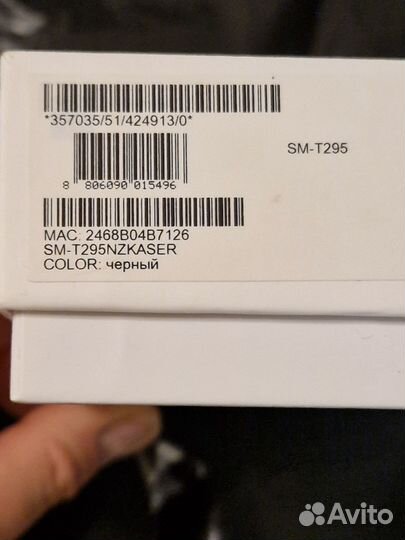 *357035/51/424913/0*
SM-T295
8 806090 015496
MAC: 2468B04B7126
SM-T295NZKASER
COLOR: черный
Avito